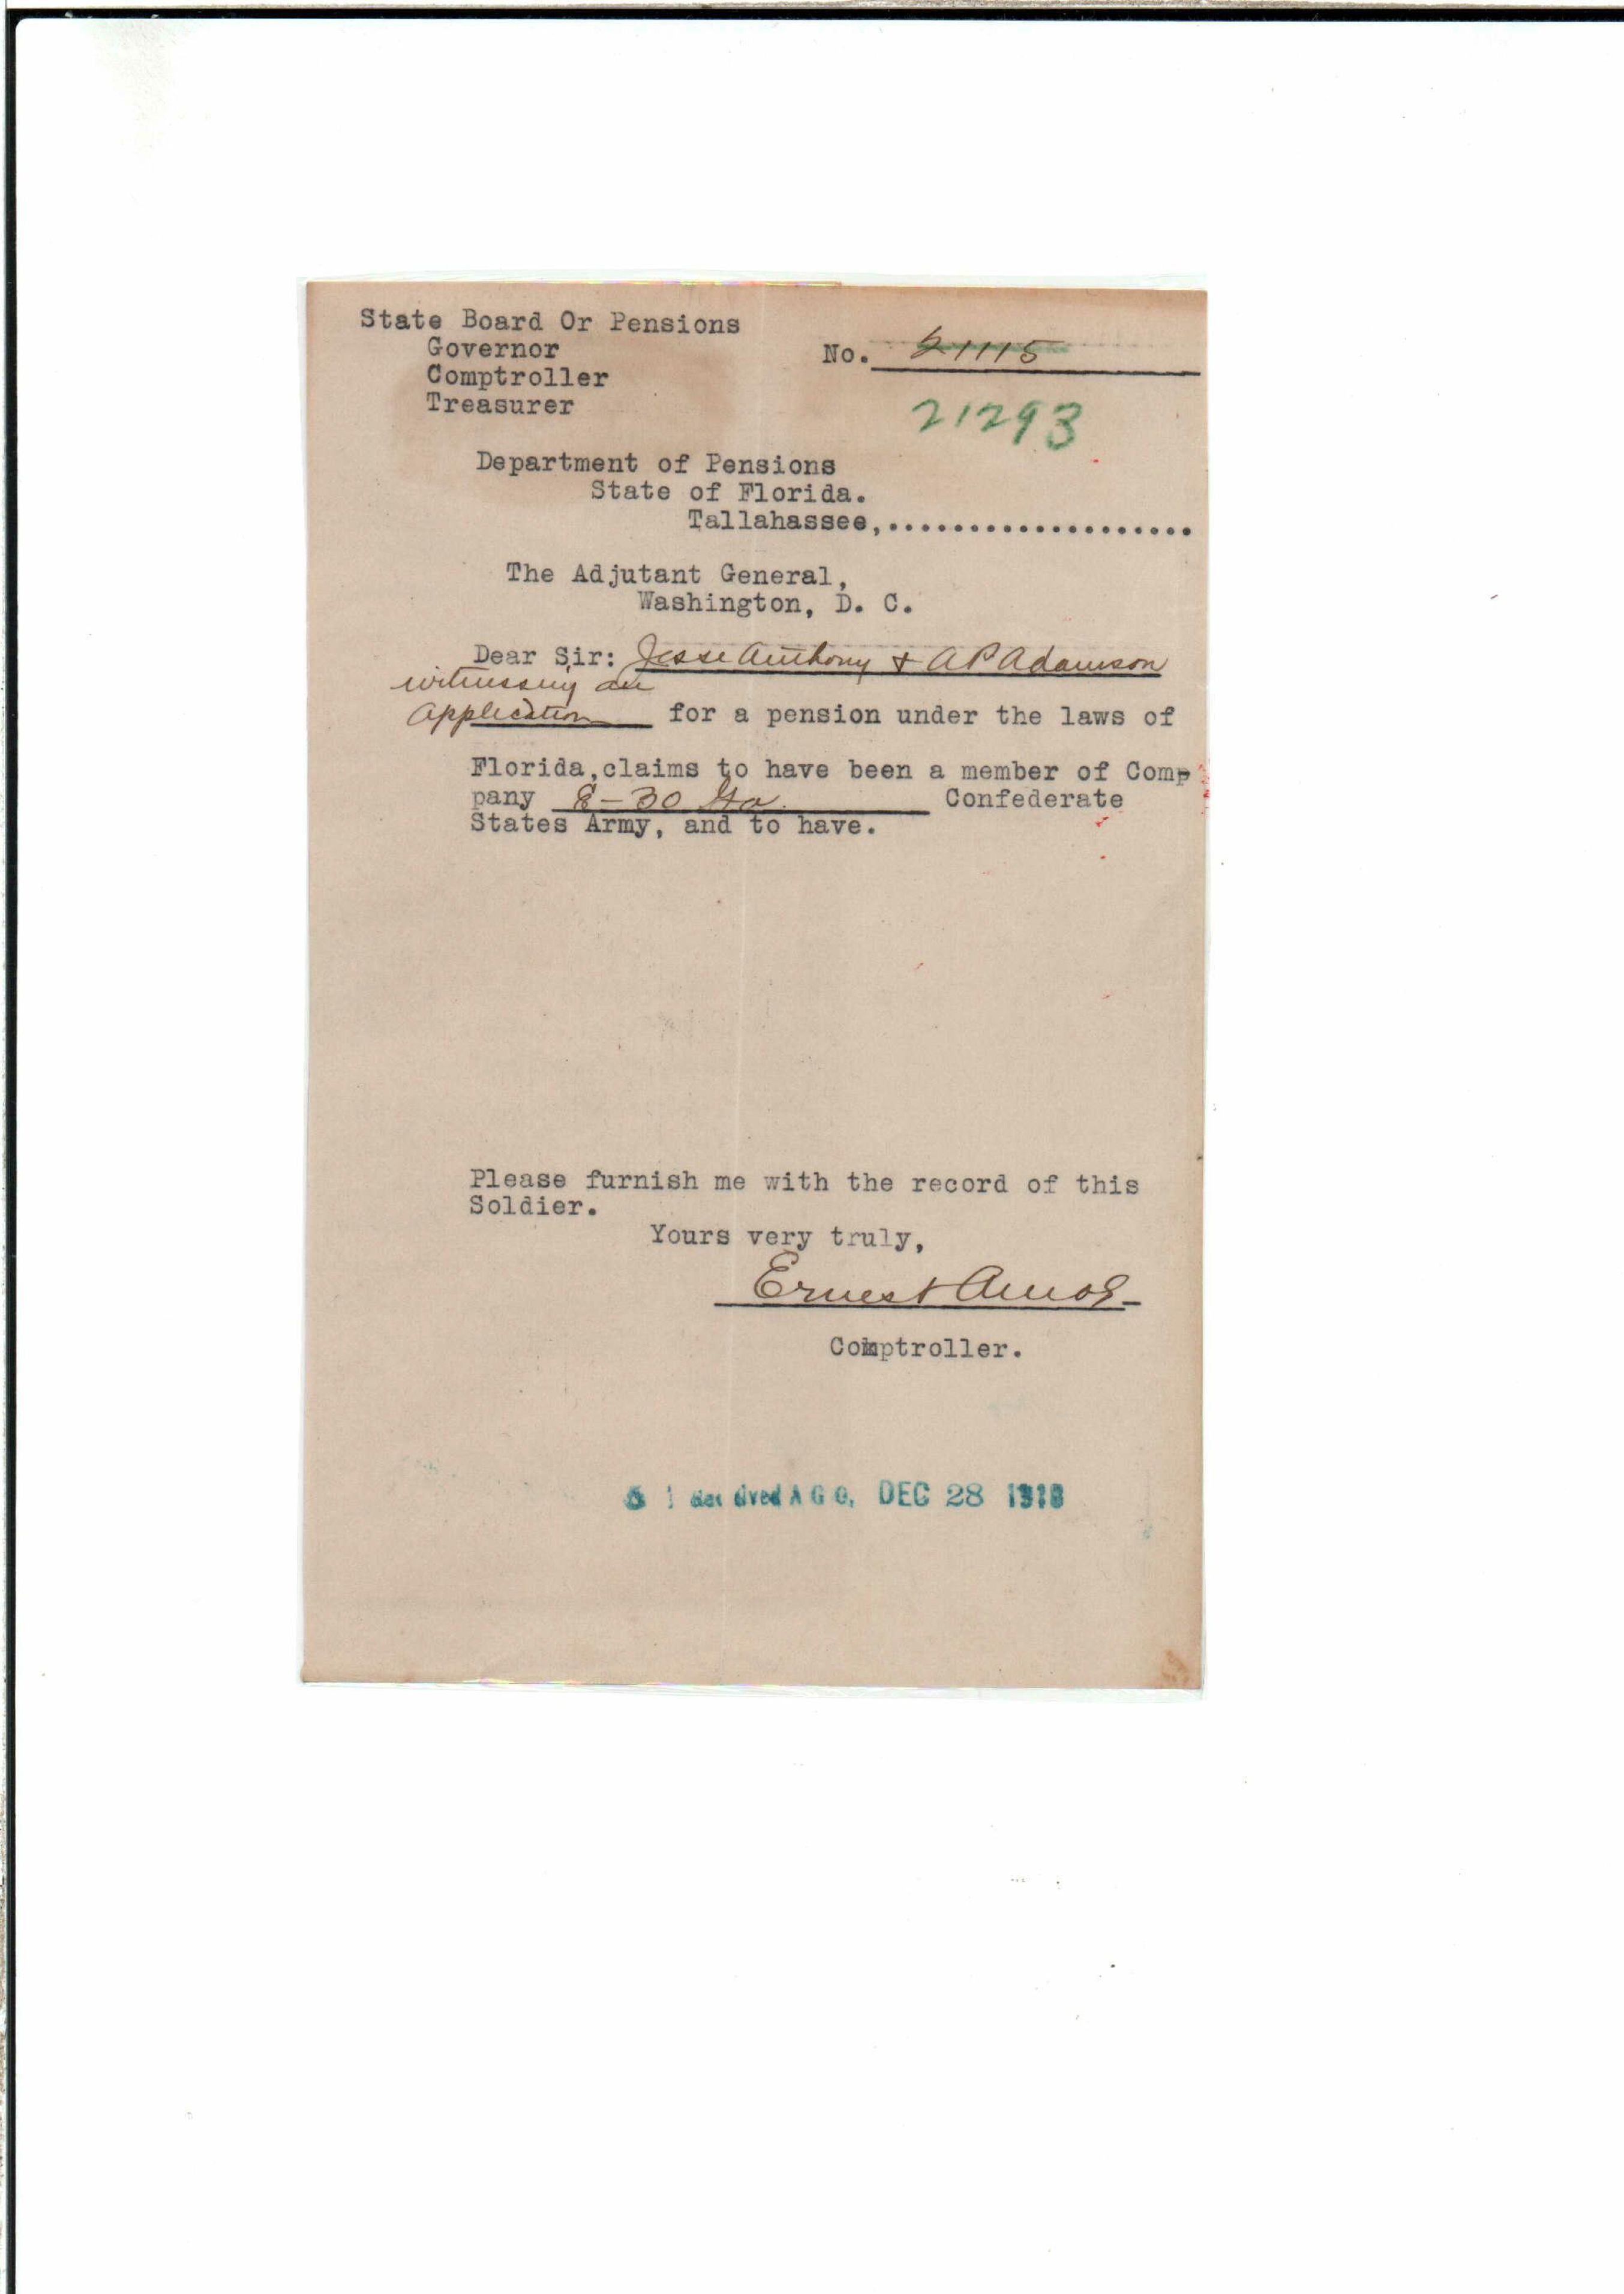 State Board Or Pensions
Governor
Comptroller
Treasurer
No. 21115
21293
Department of Pensions
State of Florida.
Tallahassee,...................
The Adjutant General,
Washington, D. C.
Dear Sir: Jesse Anthony + A P Adamson
witnessing an
application for a pension under the laws of
Florida,claims to have been a member of Comp
pany 8-30 Ga. Confederate
States Army, and to have.
Please furnish me with the record of this
Soldier.
Yours very truly,
Ernest Amos
Comptroller.
A G O. DEC 28 1918